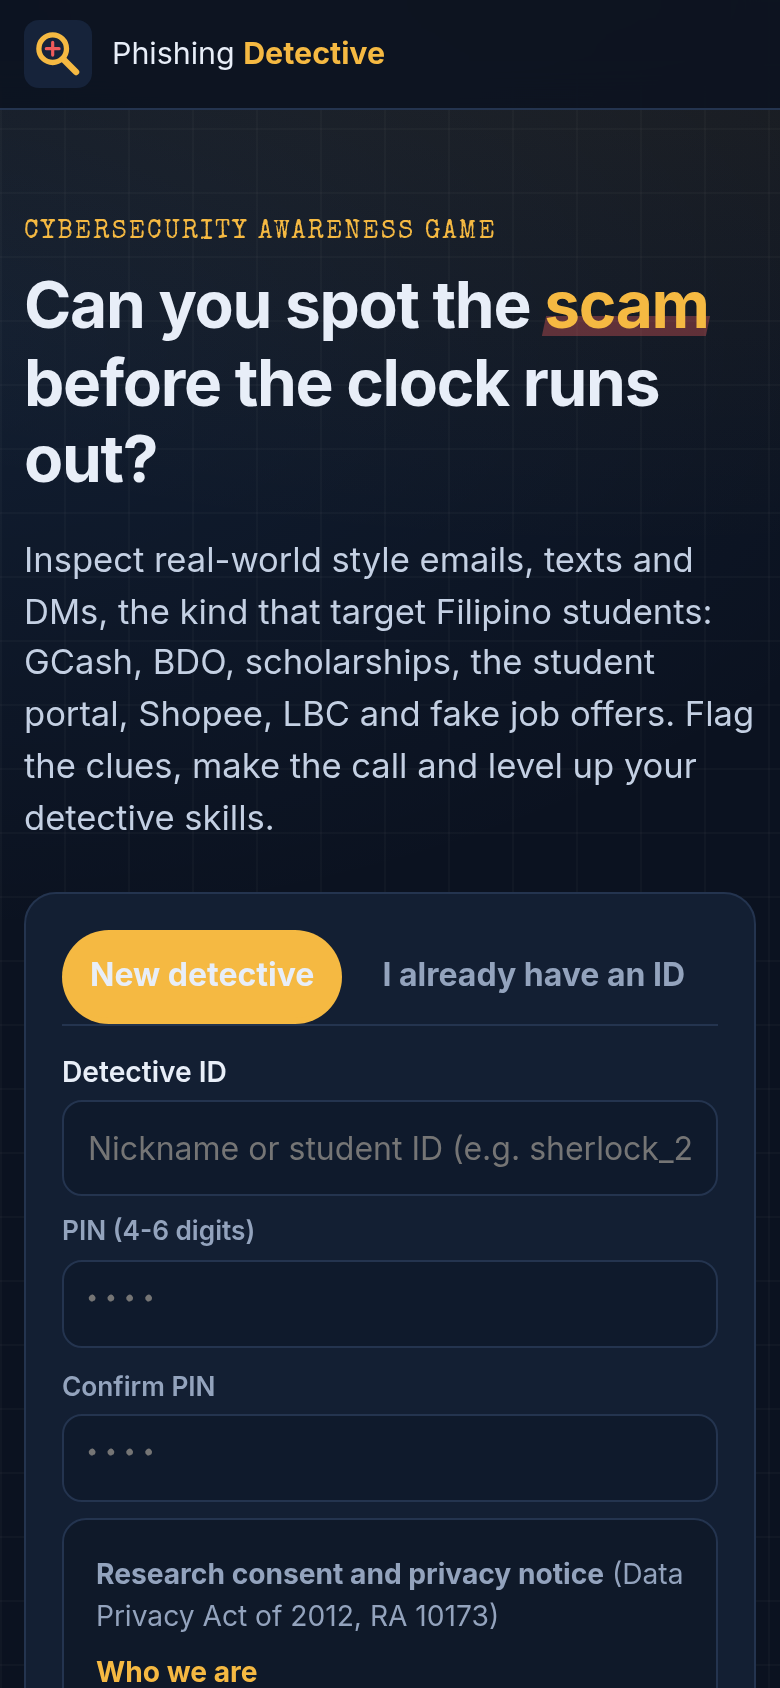 Phishing Detective
CYBERSECURITY AWARENESS GAME
Can you spot the scam
before the clock runs
out?
Inspect real-world style emails, texts and
DMs, the kind that target Filipino students:
GCash, BDO, scholarships, the student
portal, Shopee, LBC and fake job offers. Flag
the clues, make the call and level up your
detective skills.
New detective
I already have an ID
Detective ID
Nickname or student ID (e.g. sherlock_2
PIN (4-6 digits)
••••
Confirm PIN
••••
Research consent and privacy notice (Data
Privacy Act of 2012, RA 10173)
Who we are